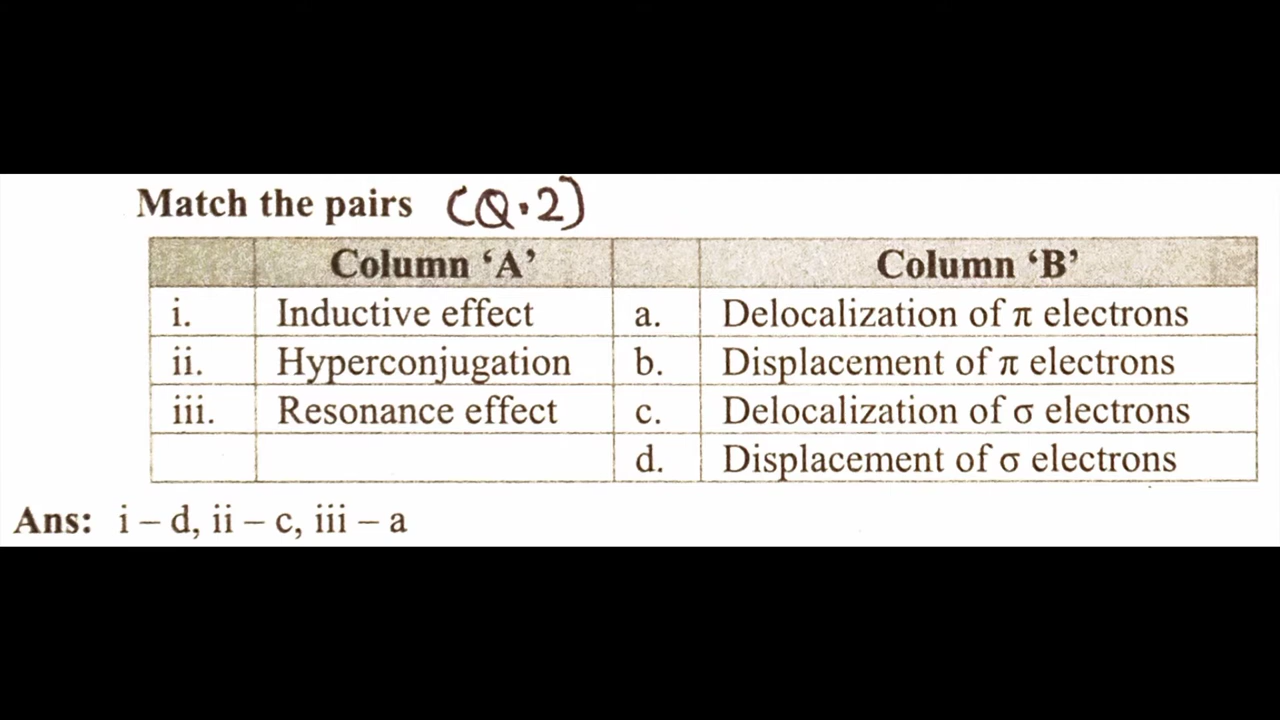 Match the pairs (Q.2)
Column ‘A’ Column ‘B’
i. Inductive effect a. Delocalization of π electrons
ii. Hyperconjugation b. Displacement of π electrons
iii. Resonance effect c. Delocalization of σ electrons
d. Displacement of σ electrons
Ans: i – d, ii – c, iii – a